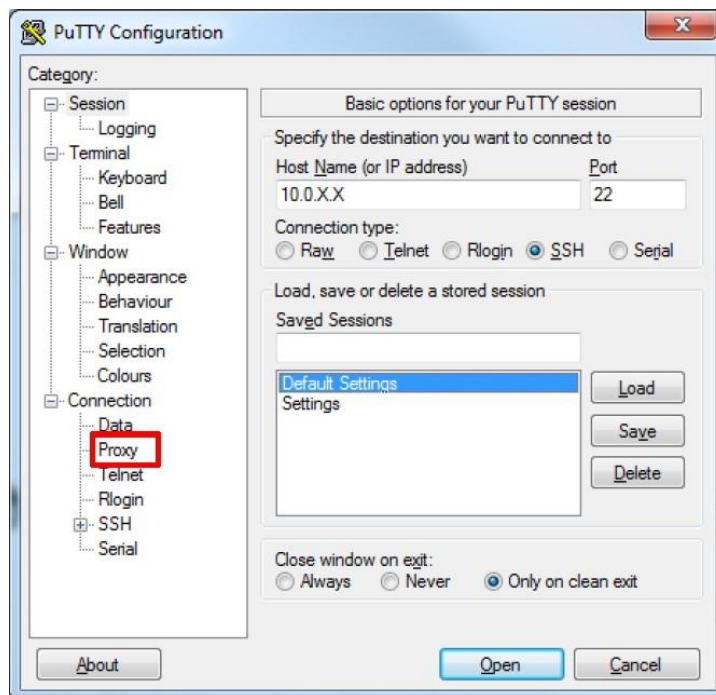 PuTTY Configuration
Category:
Session
Logging
Terminal
Keyboard
Bell
Features
Window
Appearance
Behaviour
Translation
Selection
Colours
Connection
Data
Proxy
Telnet
Rlogin
SSH
Serial
Basic options for your PuTTY session
Specify the destination you want to connect to
Host Name (or IP address) Port
10.0.X.X 22
Connection type:
Raw Telnet Rlogin SSH Serial
Load, save or delete a stored session
Saved Sessions
Default Settings
Settings
Load
Save
Delete
Close window on exit:
Always Never Only on clean exit
About Open Cancel